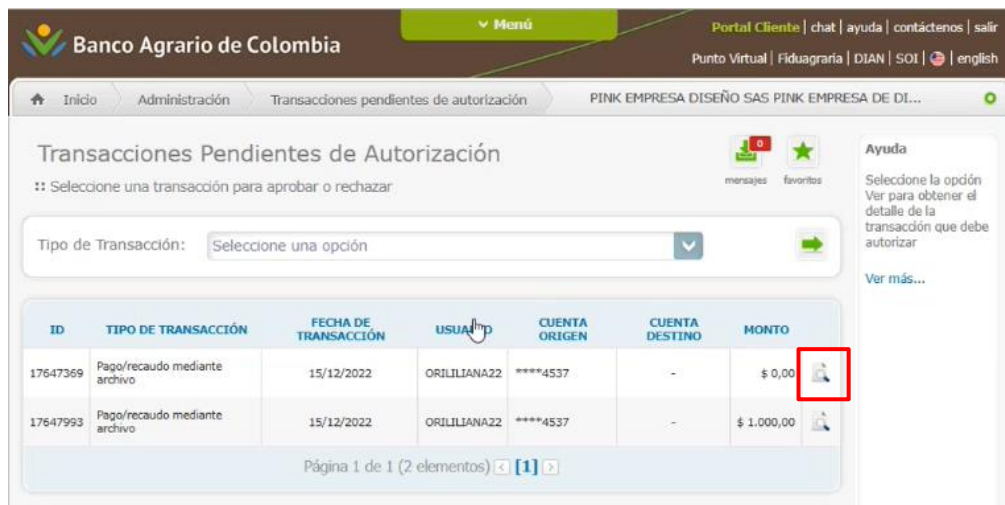 Menú
Portal Cliente | chat | ayuda | contáctenos | salir
Banco Agrario de Colombia
Punto Virtual | Fiduagraria | DIAN | SOI | english
Inicio Administración Transacciones pendientes de autorización PINK EMPRESA DISEÑO SAS PINK EMPRESA DE DI...
Transacciones Pendientes de Autorización
:: Seleccione una transacción para aprobar o rechazar
0
mensajes favoritos
Ayuda
Seleccione la opción
Ver para obtener el
detalle de la
transacción que debe
autorizar
Ver más...
Tipo de Transacción: Seleccione una opción
ID TIPO DE TRANSACCIÓN FECHA DE TRANSACCIÓN CUENTA ORIGEN CUENTA DESTINO MONTO
17647369 Pago/recaudo mediante archivo 15/12/2022 ORILILIANA22 ****4537 - $ 0,00
17647993 Pago/recaudo mediante archivo 15/12/2022 ORILILIANA22 ****4537 - $ 1.000,00
Página 1 de 1 (2 elementos) < [1] >